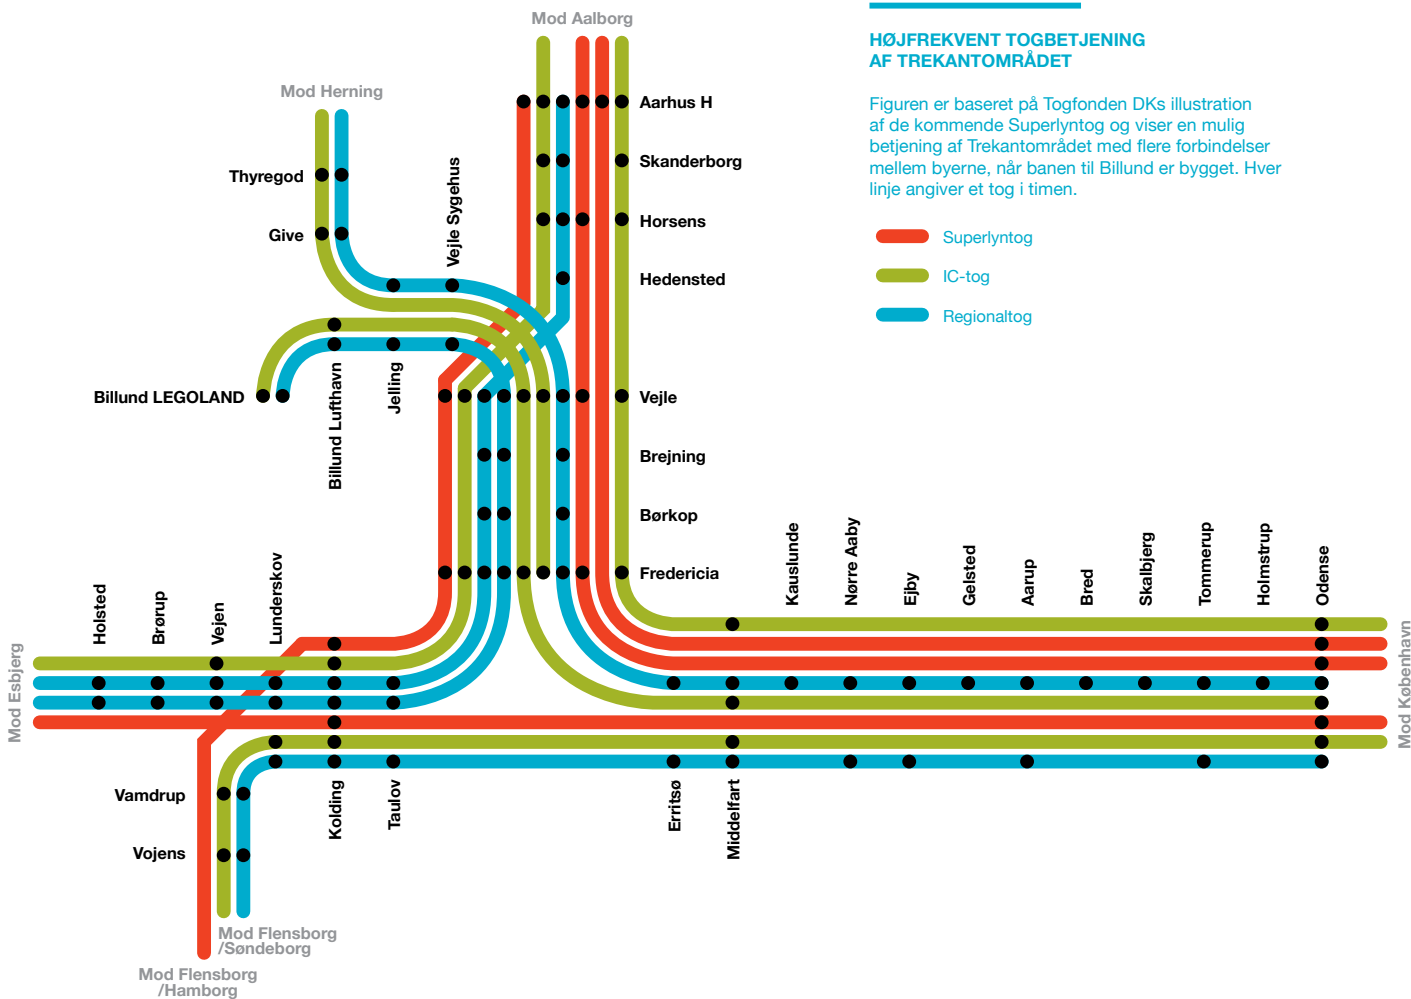 Mod Aalborg
HØJFREKVENT TOGBETJENING
AF TREKANTOMRÅDET
Figuren er baseret på Togfonden DKs illustration
af de kommende Superlyntog og viser en mulig
betjening af Trekantområdet med flere forbindelser
mellem byerne, når banen til Billund er bygget. Hver
linje angiver et tog i timen.
Superlyntog
IC-tog
Regionaltog
Mod Herning
Thyregod
Give
Vejle Sygehus
Aarhus H
Skanderborg
Horsens
Hedensted
Billund LEGOLAND
Billund Lufthavn
Jelling
Vejle
Brejning
Børkop
Fredericia
Holsted
Brørup
Vejen
Lunderskov
Kauslunde
Nørre Aaby
Ejby
Gelsted
Aarup
Bred
Skalbjerg
Tommerup
Holmstrup
Odense
Mod Esbjerg
Mod København
Vamdrup
Vojens
Kolding
Taulov
Erritsø
Middelfart
Mod Flensborg
/Søndeborg
Mod Flensborg
/Hamborg